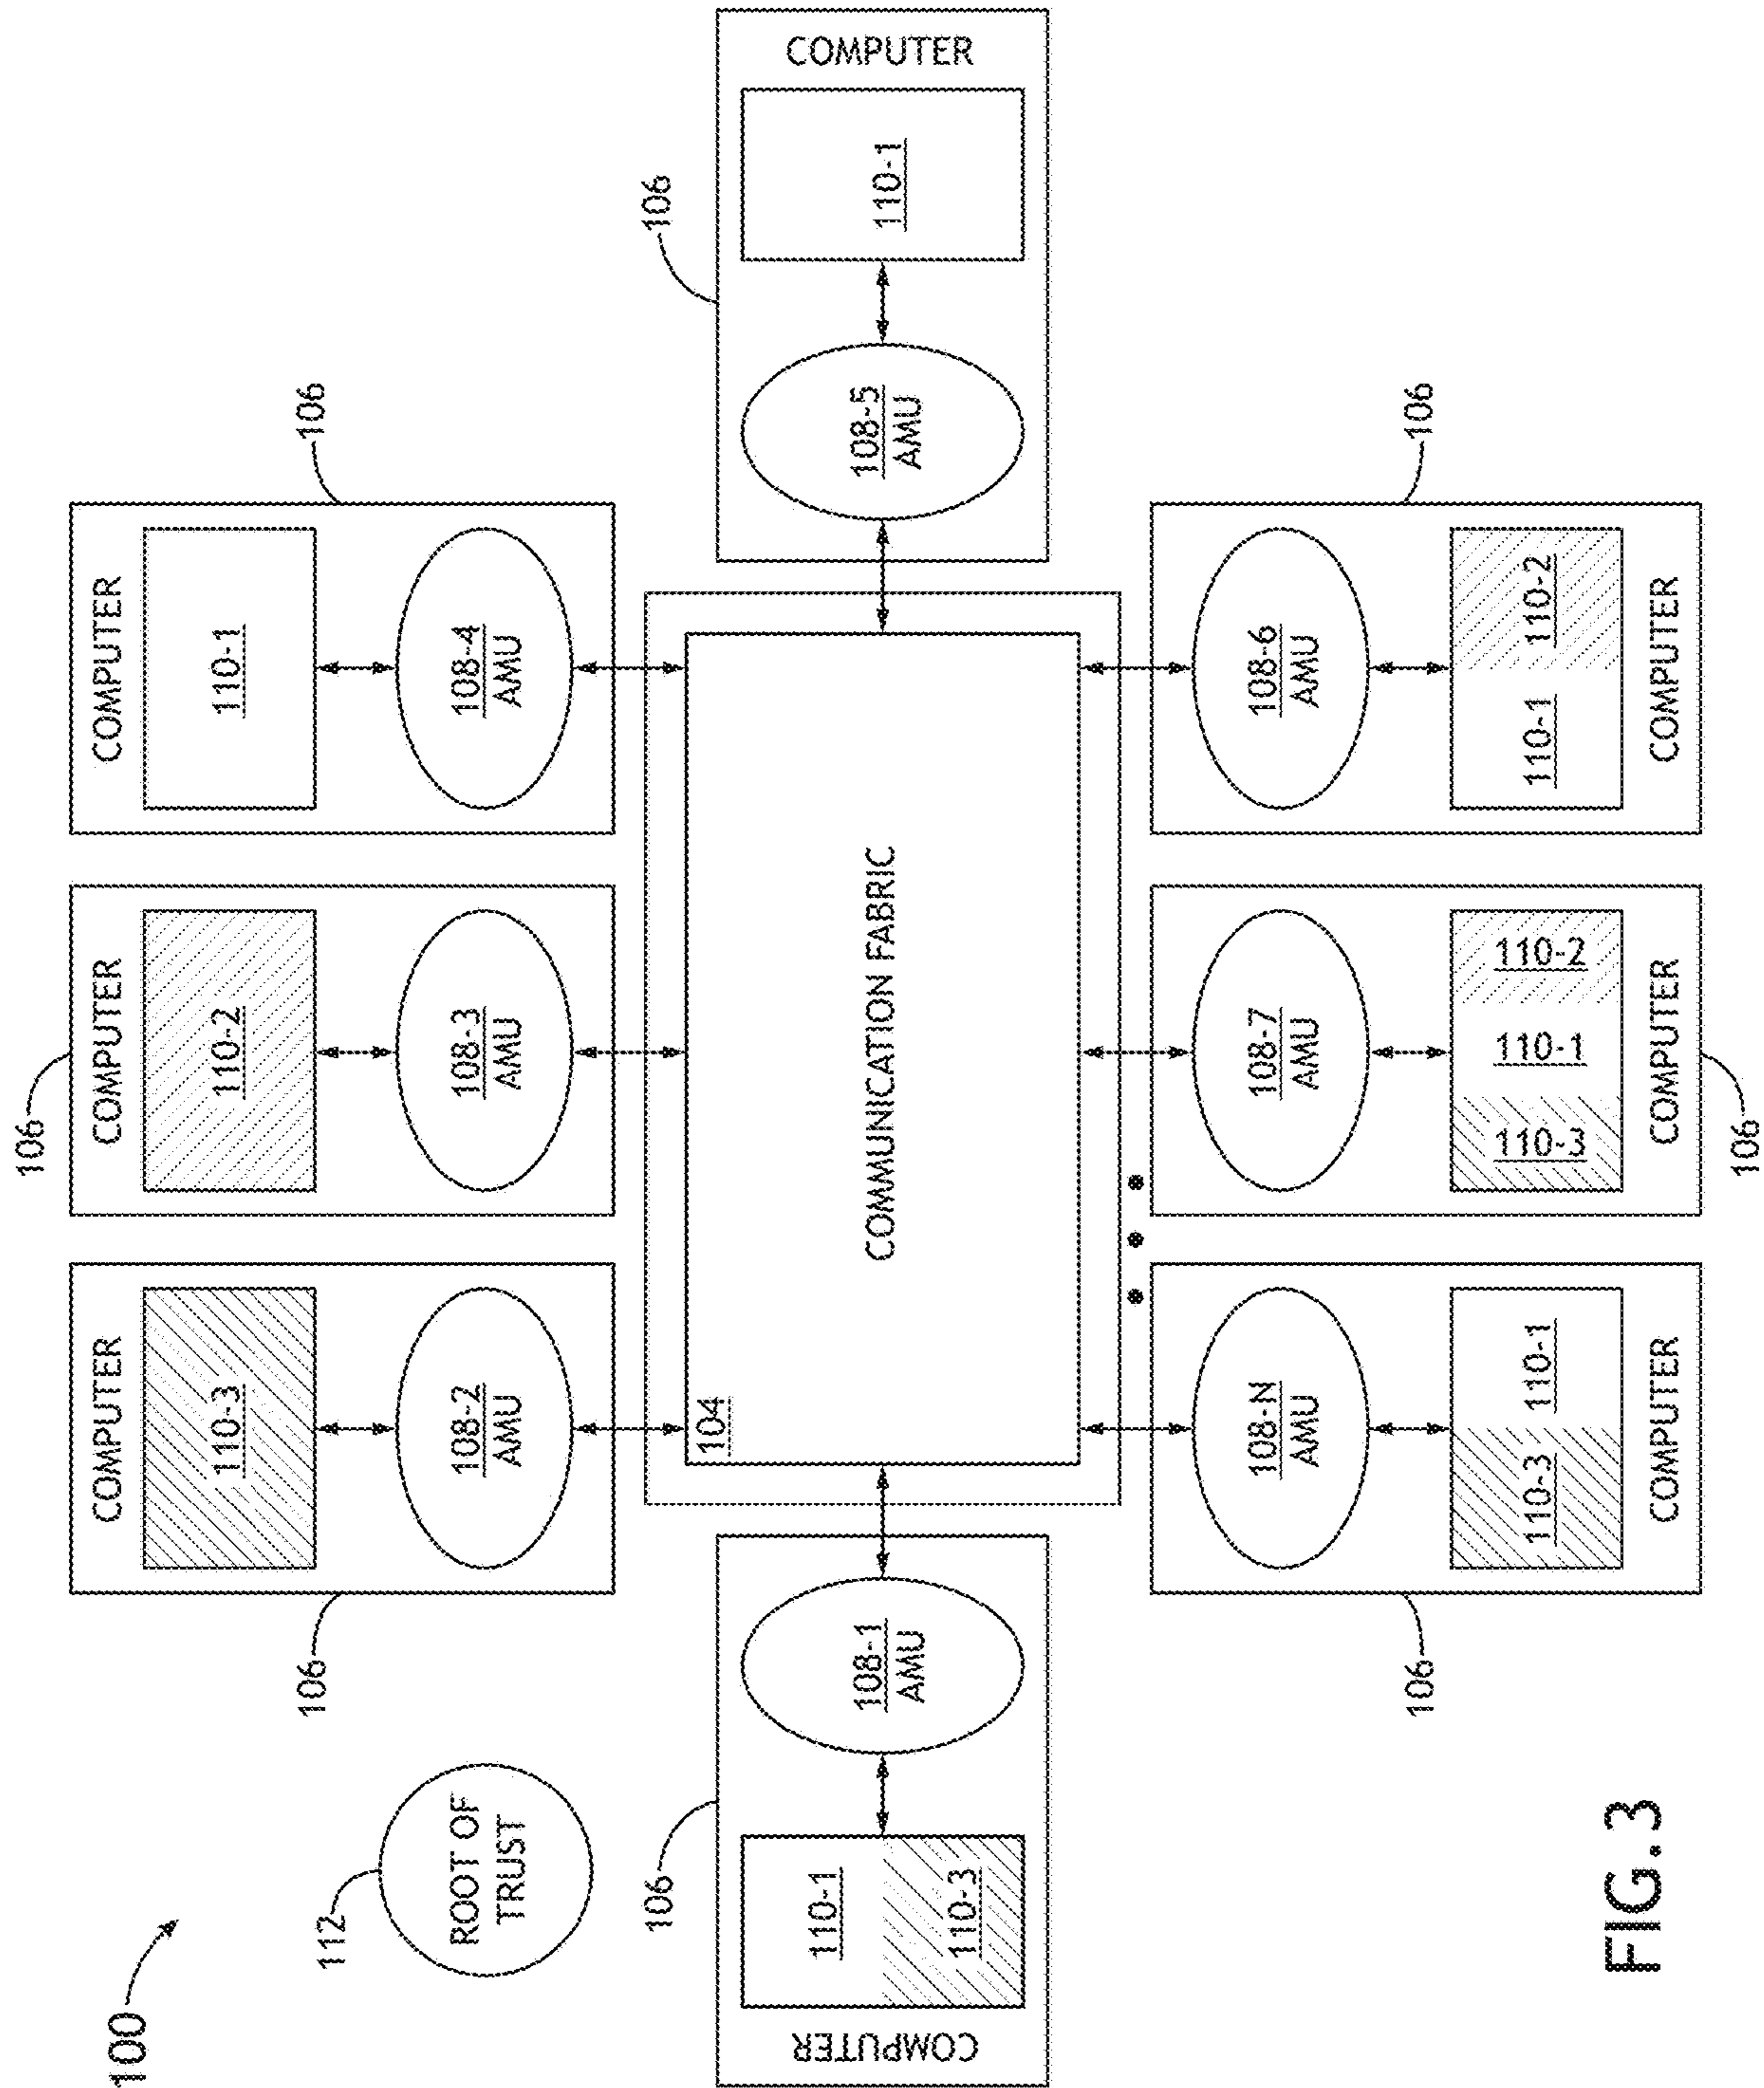 100
112
ROOT OF
TRUST
106
COMPUTER
110-3
108-2
AMU
106
COMPUTER
110-2
108-3
AMU
106
COMPUTER
110-1
108-4
AMU
106
COMPUTER
110-1
110-3
108-1
AMU
104
COMMUNICATION FABRIC
106
108-5
AMU
110-1
COMPUTER
108-N
AMU
110-3
110-1
COMPUTER
106
108-7
AMU
110-3
110-1
110-2
COMPUTER
106
108-6
AMU
110-1
110-2
COMPUTER
106
FIG.3